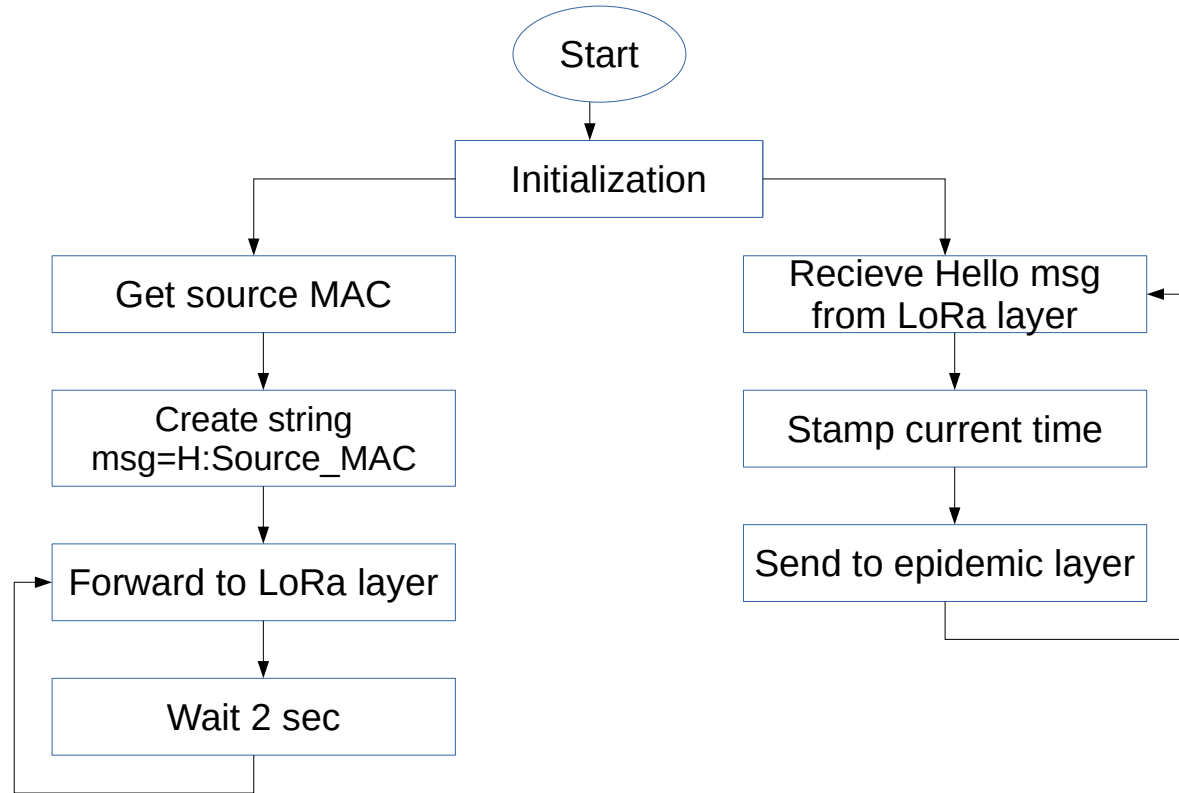 Start
Initialization
Get source MAC
Create string
msg=H:Source_MAC
Forward to LoRa layer
Wait 2 sec
Recieve Hello msg
from LoRa layer
Stamp current time
Send to epidemic layer